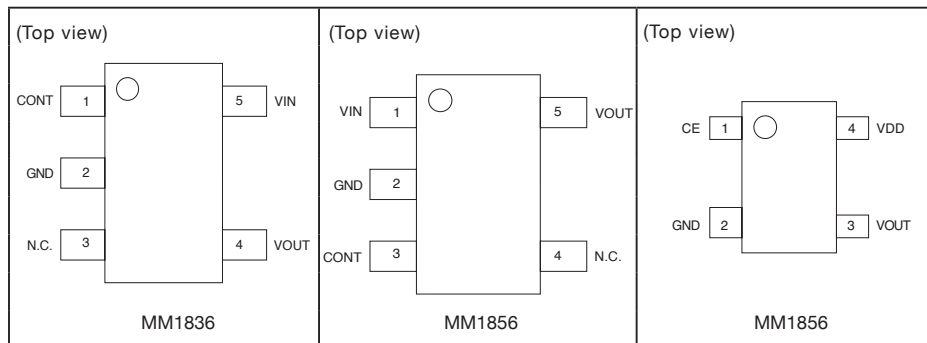 (Top view)
CONT 1 5 VIN
GND 2
N.C. 3 4 VOUT
MM1836
(Top view)
VIN 1 5 VOUT
GND 2
CONT 3 4 N.C.
MM1856
(Top view)
CE 1 4 VDD
GND 2 3 VOUT
MM1856